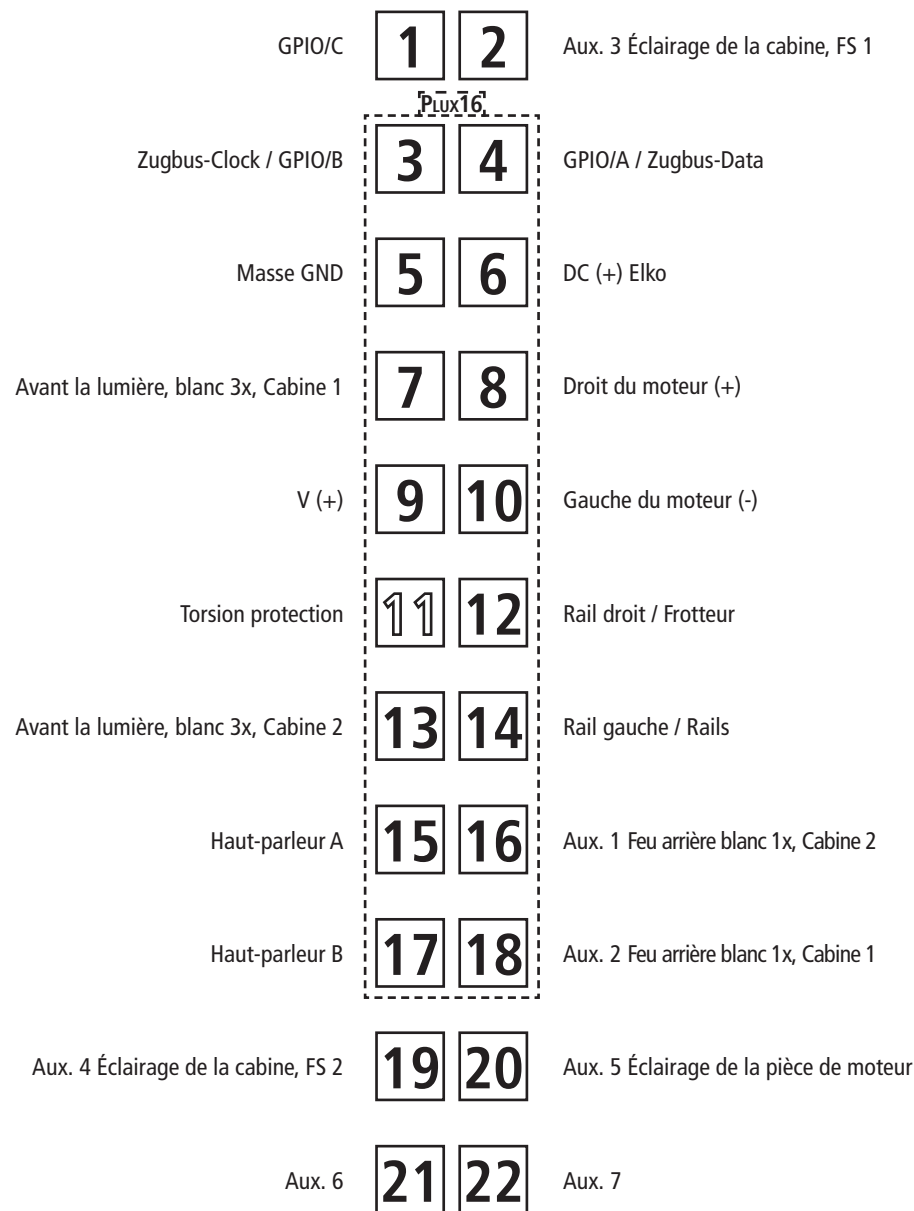 GPIO/C 1 2 Aux. 3 Éclairage de la cabine, FS 1
PLUX16
Zugbus-Clock / GPIO/B 3 4 GPIO/A / Zugbus-Data
Masse GND 5 6 DC (+) Elko
Avant la lumière, blanc 3x, Cabine 1 7 8 Droit du moteur (+)
V (+) 9 10 Gauche du moteur (-)
Torsion protection 11 12 Rail droit / Frotteur
Avant la lumière, blanc 3x, Cabine 2 13 14 Rail gauche / Rails
Haut-parleur A 15 16 Aux. 1 Feu arrière blanc 1x, Cabine 2
Haut-parleur B 17 18 Aux. 2 Feu arrière blanc 1x, Cabine 1
Aux. 4 Éclairage de la cabine, FS 2 19 20 Aux. 5 Éclairage de la pièce de moteur
Aux. 6 21 22 Aux. 7